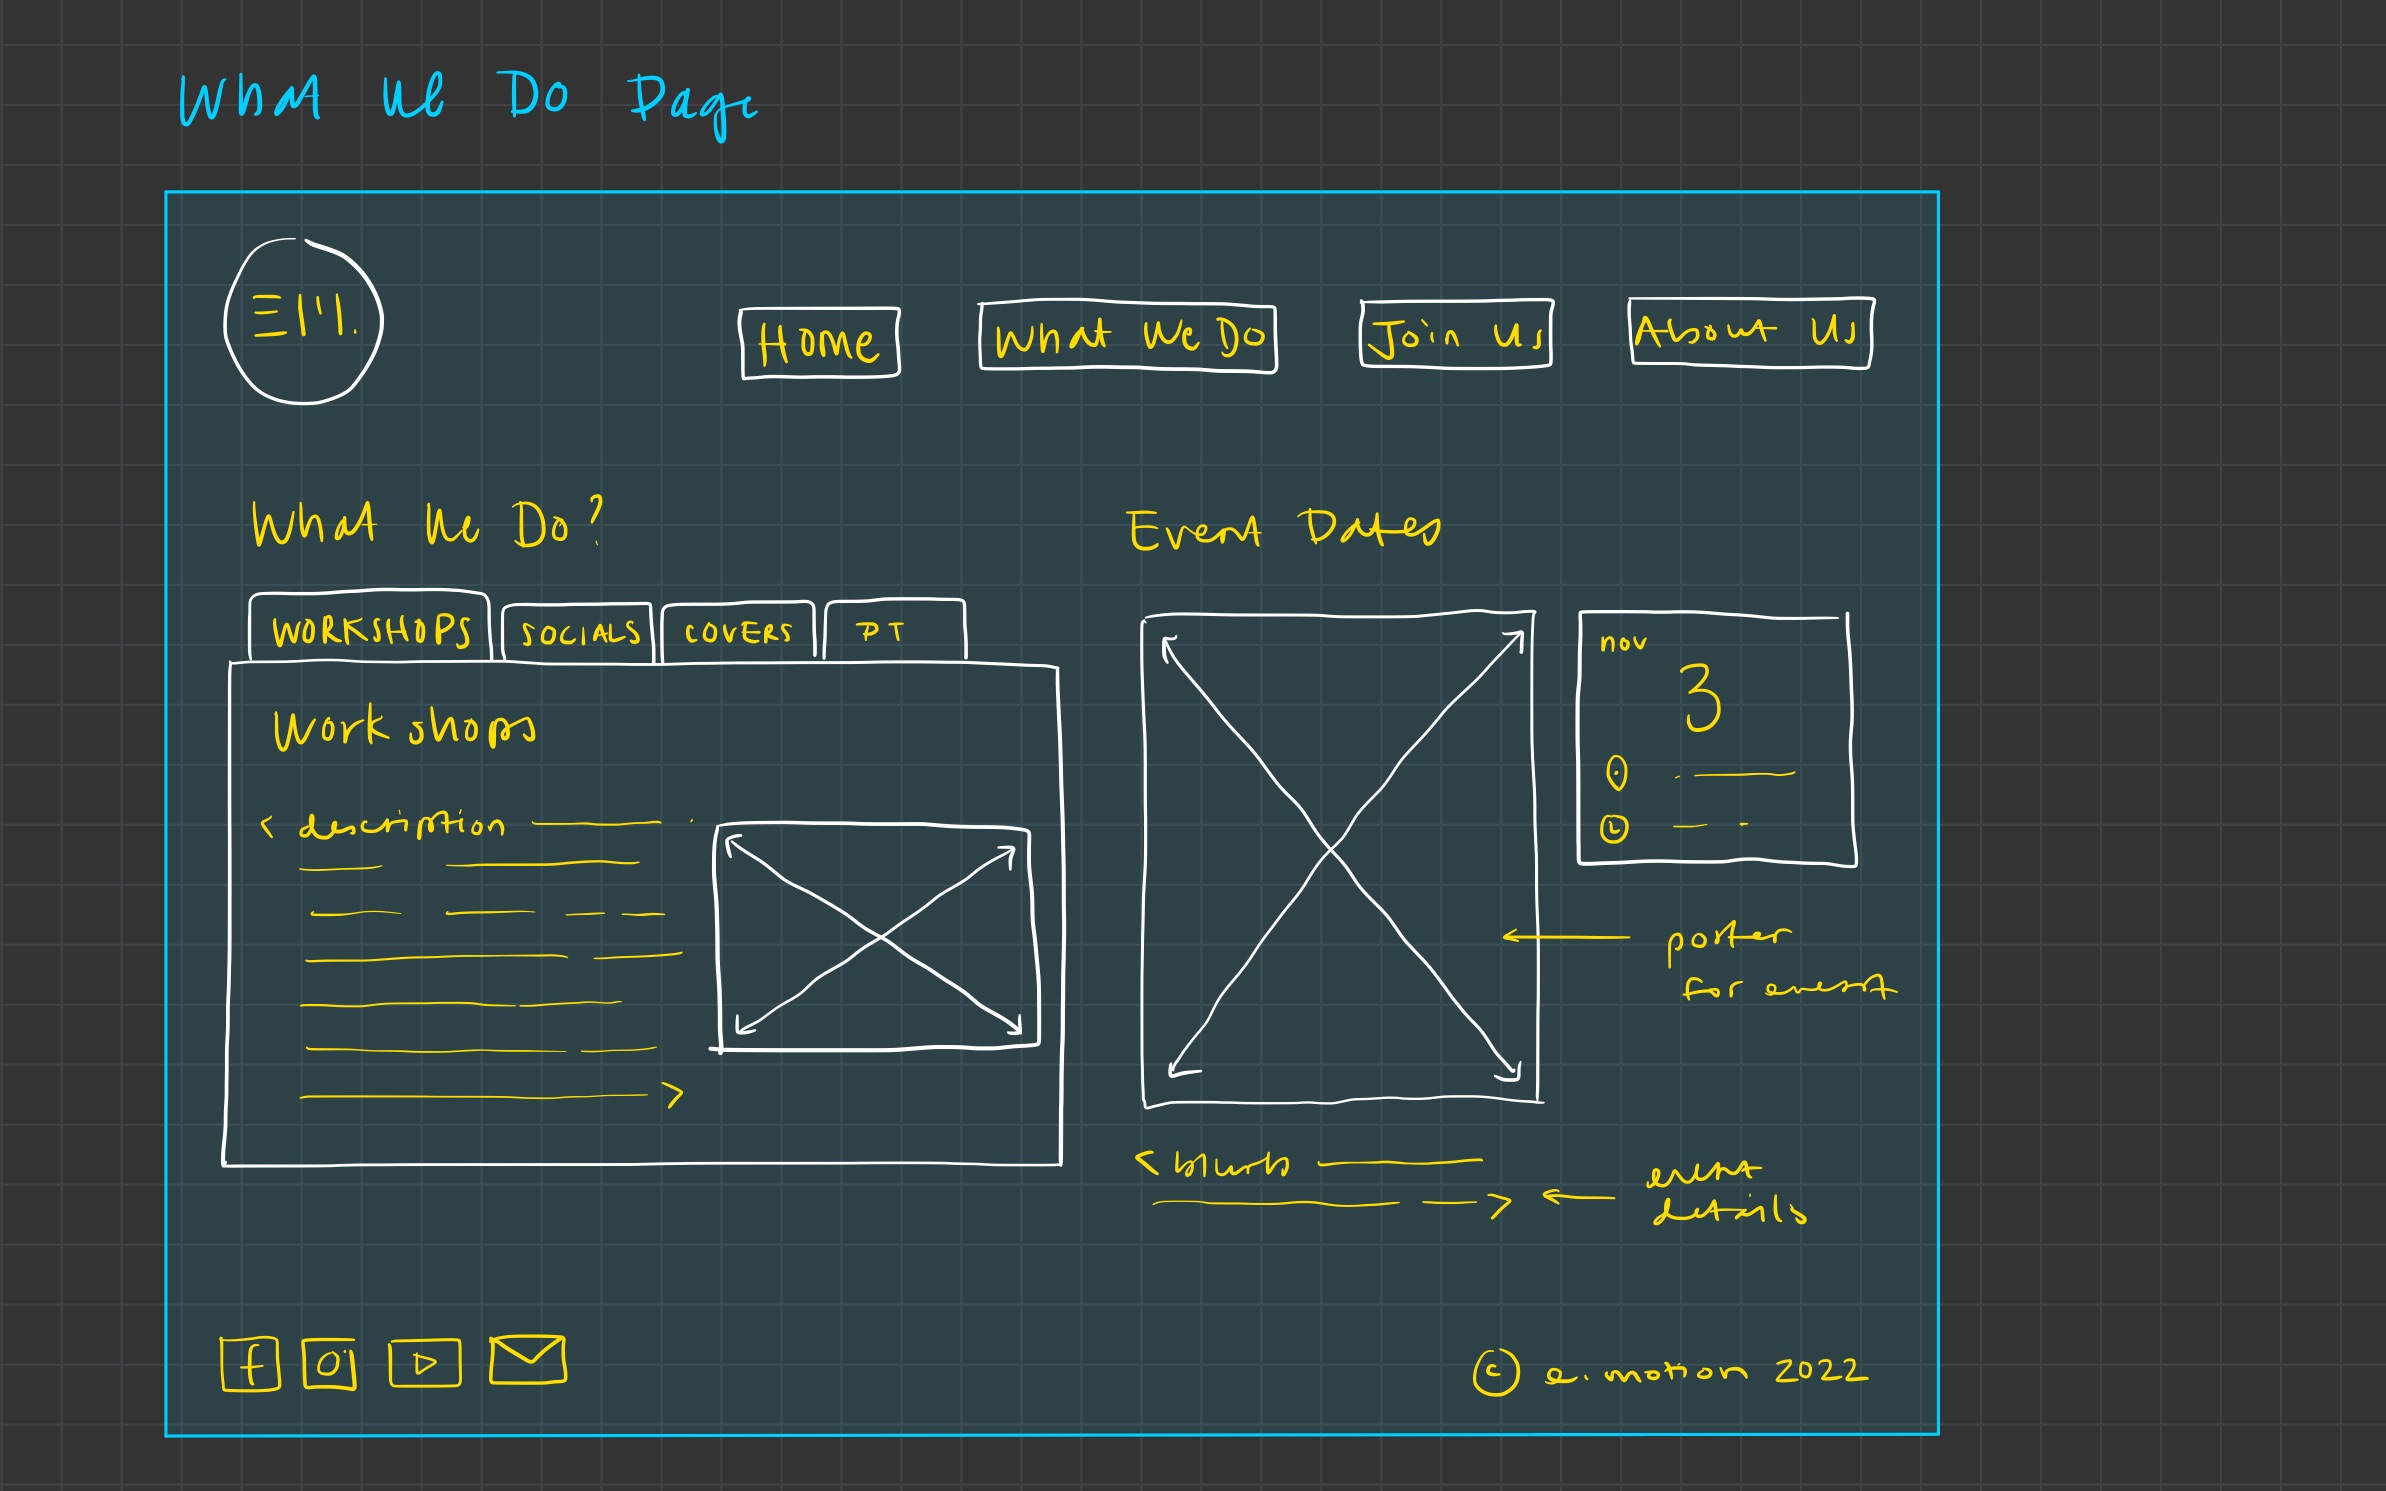 What We Do Page
Home
What We Do
Join Us
About Us
What We Do?
WORKSHOPS
SOCIALS
COVERS
PT
Workshops
< description
>
Event Dates
nov
3
poster
for event
< blurb
>
event
details
f
© e.motion 2022